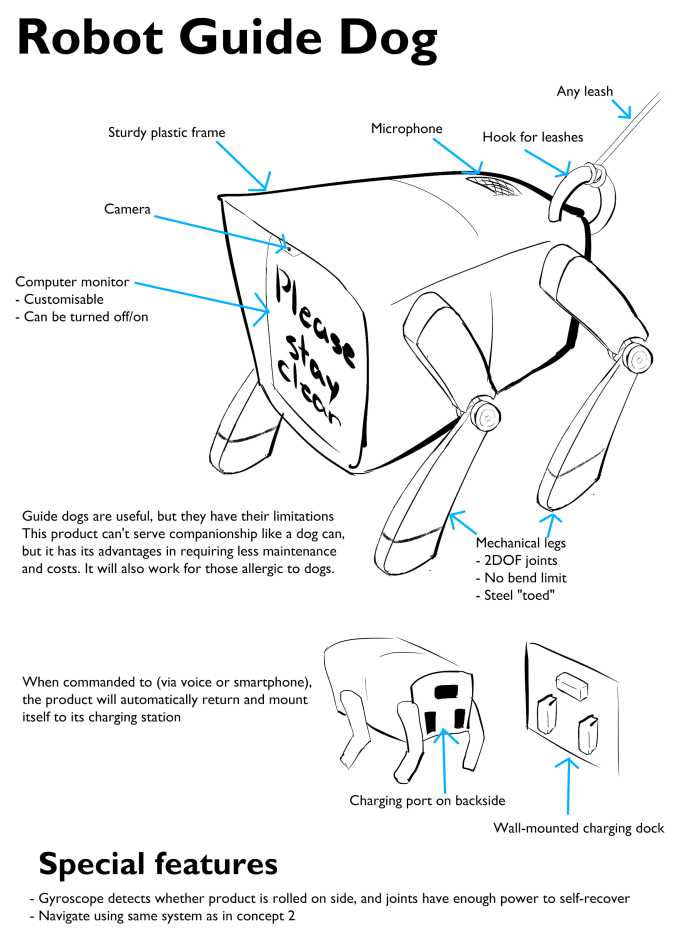 Robot Guide Dog
Any leash
Sturdy plastic frame
Microphone
Hook for leashes
Camera
Computer monitor
- Customisable
- Can be turned off/on
Please
stay
clear
Guide dogs are useful, but they have their limitations
This product can't serve companionship like a dog can,
but it has its advantages in requiring less maintenance
and costs. It will also work for those allergic to dogs.
Mechanical legs
- 2DOF joints
- No bend limit
- Steel "toed"
When commanded to (via voice or smartphone),
the product will automatically return and mount
itself to its charging station
Charging port on backside
Wall-mounted charging dock
Special features
- Gyroscope detects whether product is rolled on side, and joints have enough power to self-recover
- Navigate using same system as in concept 2